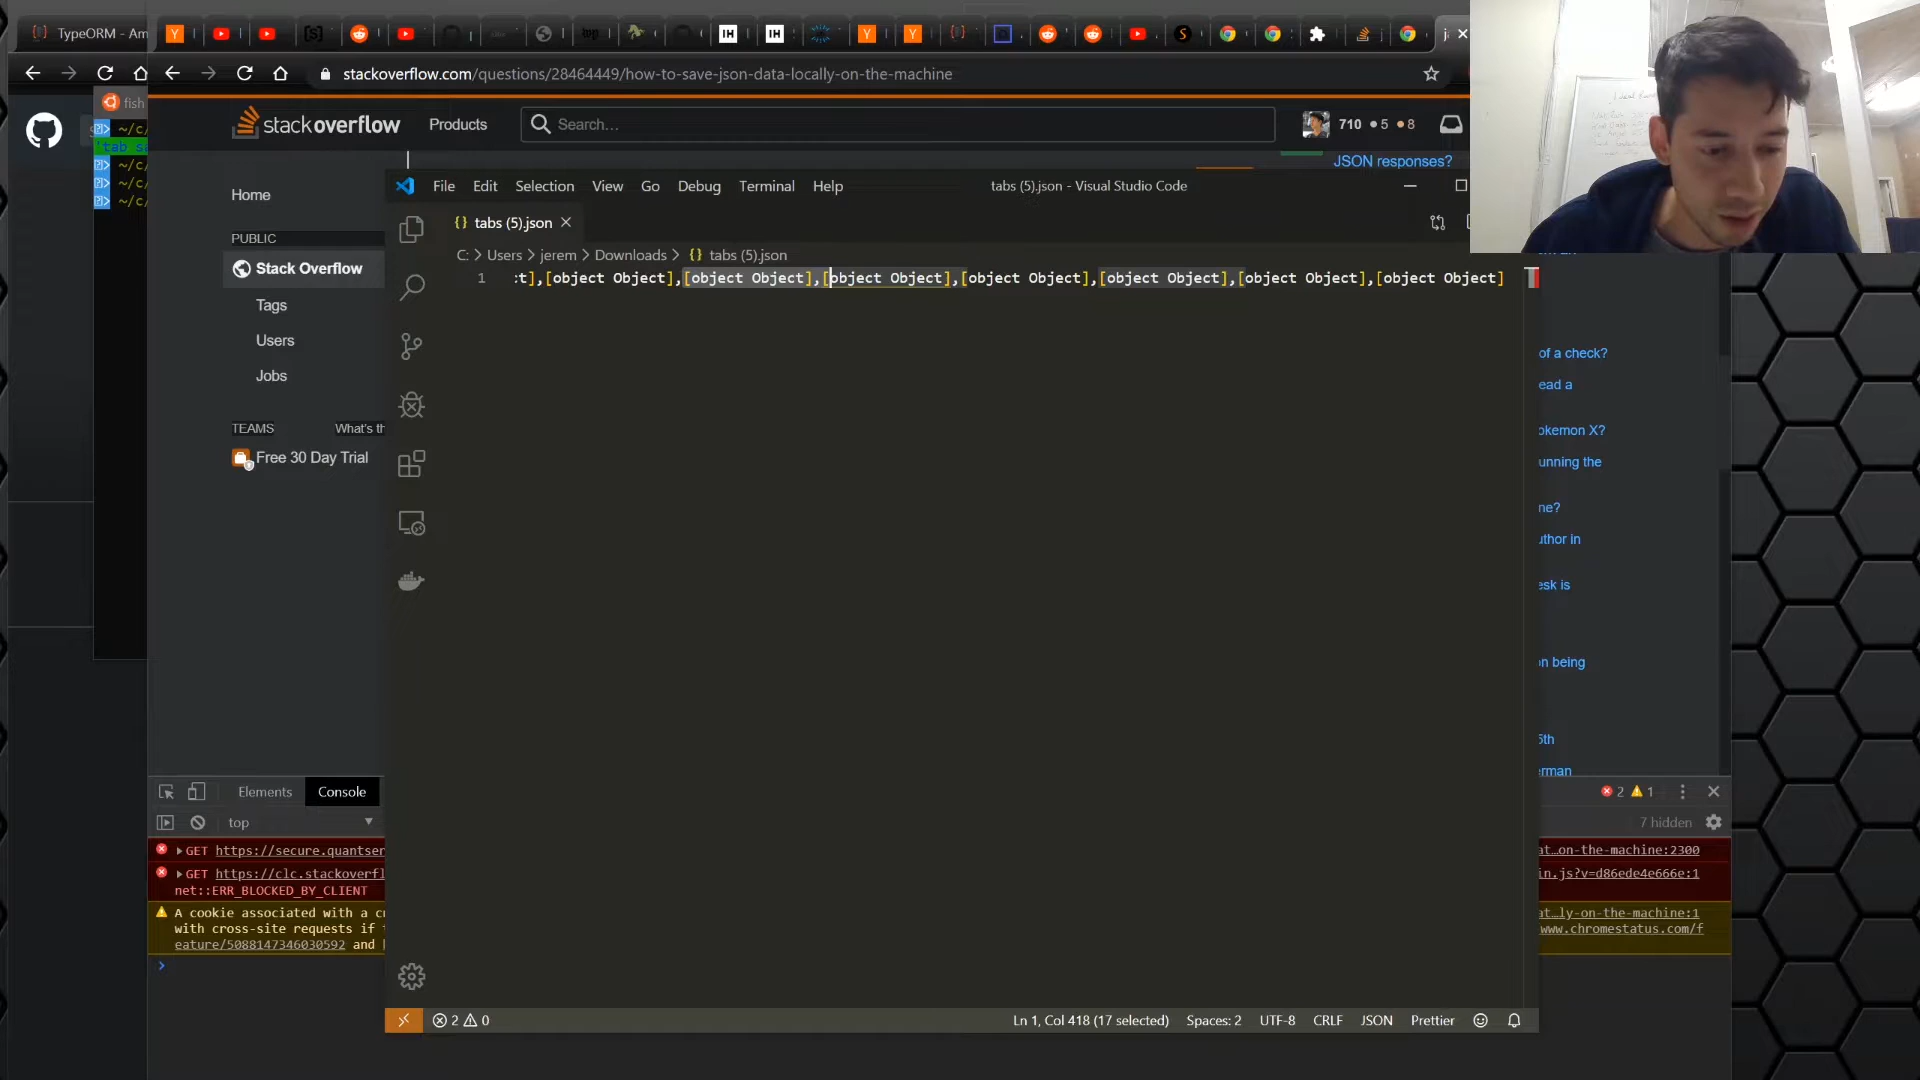 TypeORM - Am
stackoverflow.com/questions/28464449/how-to-save-json-data-locally-on-the-machine
fish
stackoverflow
Products
Search...
710 5 8
JSON responses?
Home
PUBLIC
Stack Overflow
Tags
Users
Jobs
TEAMS
What's th
Free 30 Day Trial
File Edit Selection View Go Debug Terminal Help
tabs (5).json - Visual Studio Code
{} tabs (5).json
C: > Users > jerem > Downloads > {} tabs (5).json
1 :t],[object Object],[object Object],[object Object],[object Object],[object Object],[object Object],[object Object]
of a check?
ead a
okemon X?
unning the
ne?
uthor in
esk is
on being
5th
erman
Elements Console
2 1
top
7 hidden
GET https://secure.quantser
at…on-the-machine:2300
GET https://clc.stackoverfl
in.js?v=d86ede4e666e:1
net::ERR_BLOCKED_BY_CLIENT
A cookie associated with a c
at…ly-on-the-machine:1
with cross-site requests if
www.chromestatus.com/f
eature/5088147346030592 and
2 0
Ln 1, Col 418 (17 selected) Spaces: 2 UTF-8 CRLF JSON Prettier